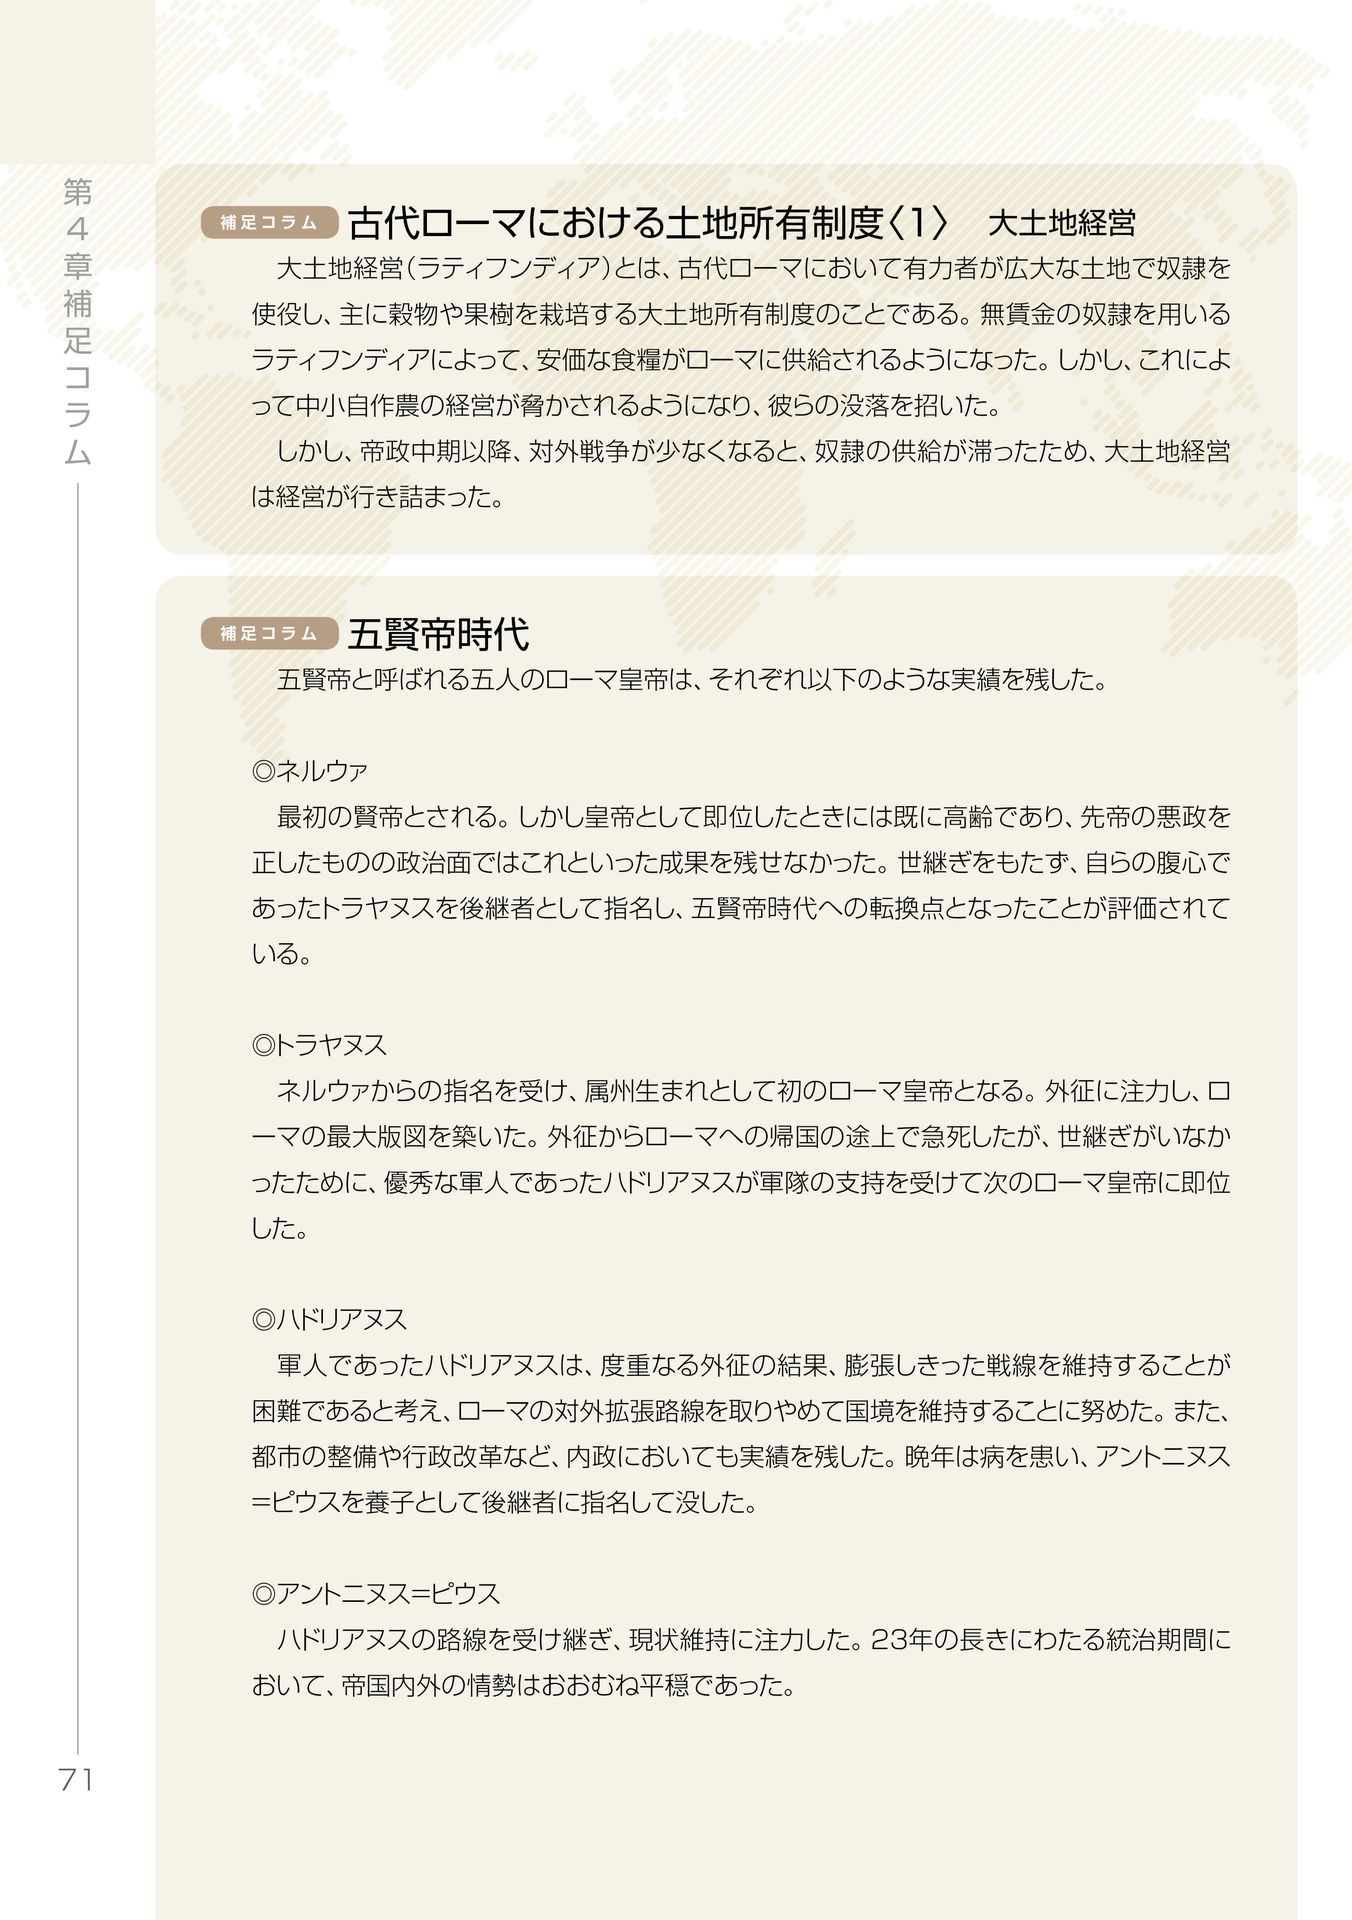 第4章補足コラム
補足コラム 古代ローマにおける土地所有制度〈1〉　大土地経営
　大土地経営（ラティフンディア）とは、古代ローマにおいて有力者が広大な土地で奴隷を
使役し、主に穀物や果樹を栽培する大土地所有制度のことである。無賃金の奴隷を用いる
ラティフンディアによって、安価な食糧がローマに供給されるようになった。しかし、これによ
って中小自作農の経営が脅かされるようになり、彼らの没落を招いた。
　しかし、帝政中期以降、対外戦争が少なくなると、奴隷の供給が滞ったため、大土地経営
は経営が行き詰まった。
補足コラム 五賢帝時代
　五賢帝と呼ばれる五人のローマ皇帝は、それぞれ以下のような実績を残した。
◎ネルウァ
　最初の賢帝とされる。しかし皇帝として即位したときには既に高齢であり、先帝の悪政を
正したものの政治面ではこれといった成果を残せなかった。世継ぎをもたず、自らの腹心で
あったトラヤヌスを後継者として指名し、五賢帝時代への転換点となったことが評価されて
いる。
◎トラヤヌス
　ネルウァからの指名を受け、属州生まれとして初のローマ皇帝となる。外征に注力し、ロ
ーマの最大版図を築いた。外征からローマへの帰国の途上で急死したが、世継ぎがいなか
ったために、優秀な軍人であったハドリアヌスが軍隊の支持を受けて次のローマ皇帝に即位
した。
◎ハドリアヌス
　軍人であったハドリアヌスは、度重なる外征の結果、膨張しきった戦線を維持することが
困難であると考え、ローマの対外拡張路線を取りやめて国境を維持することに努めた。また、
都市の整備や行政改革など、内政においても実績を残した。晩年は病を患い、アントニヌス
＝ピウスを養子として後継者に指名して没した。
◎アントニヌス＝ピウス
　ハドリアヌスの路線を受け継ぎ、現状維持に注力した。23年の長きにわたる統治期間に
おいて、帝国内外の情勢はおおむね平穏であった。
71